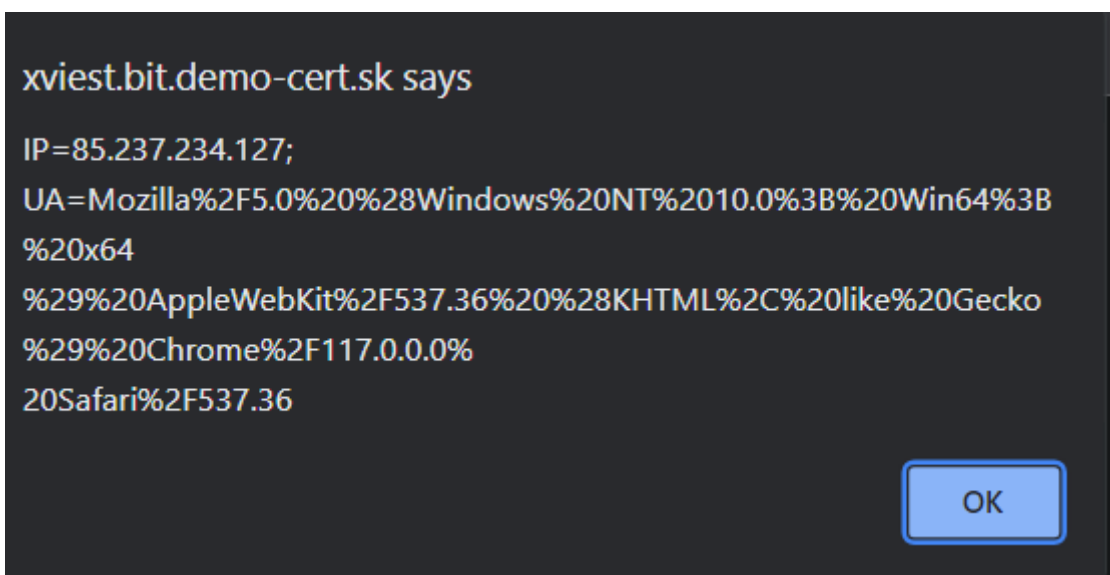 xviest.bit.demo-cert.sk says
IP=85.237.234.127;
UA=Mozilla%2F5.0%20%28Windows%20NT%2010.0%3B%20Win64%3B
%20x64
%29%20AppleWebKit%2F537.36%20%28KHTML%2C%20like%20Gecko
%29%20Chrome%2F117.0.0.0%
20Safari%2F537.36
OK